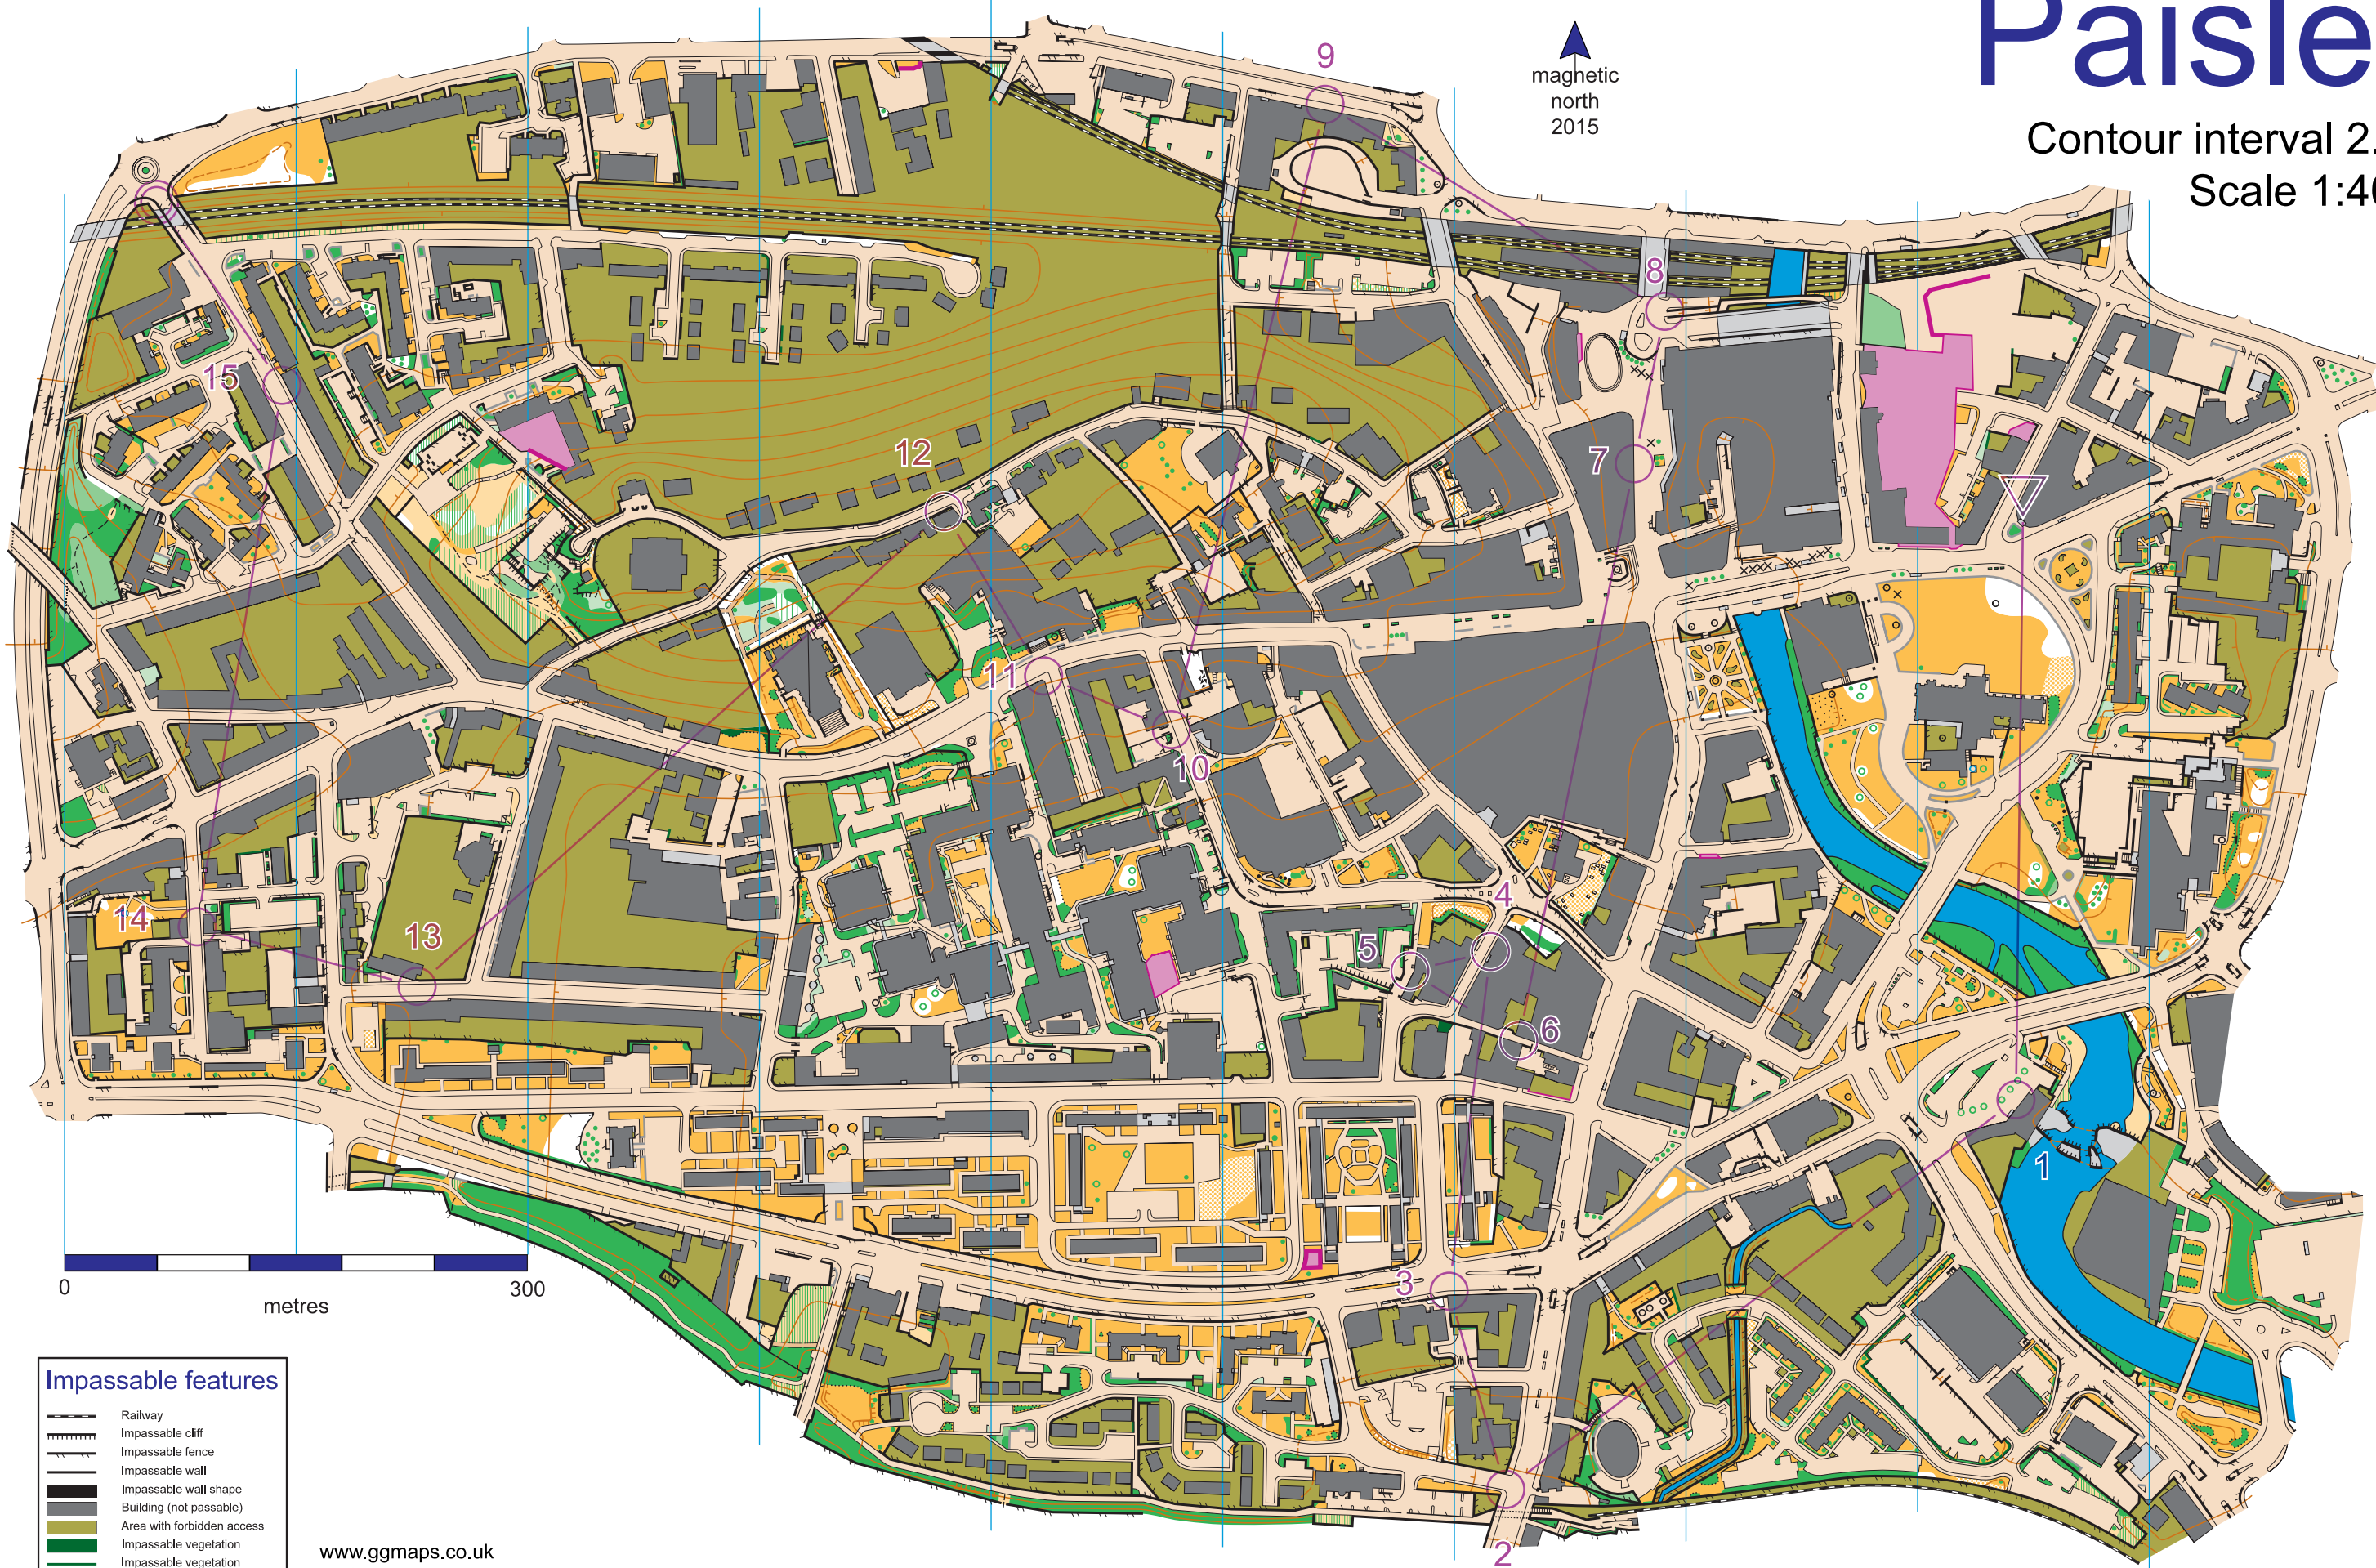 Paisle
Contour interval 2.
Scale 1:40
magnetic
north
2015
9
8
15
12
7
11
10
14
13
4
5
6
1
3
2
0
300
metres
Impassable features
Railway
Impassable cliff
Impassable fence
Impassable wall
Impassable wall shape
Building (not passable)
Area with forbidden access
Impassable vegetation
Impassable vegetation
www.ggmaps.co.uk